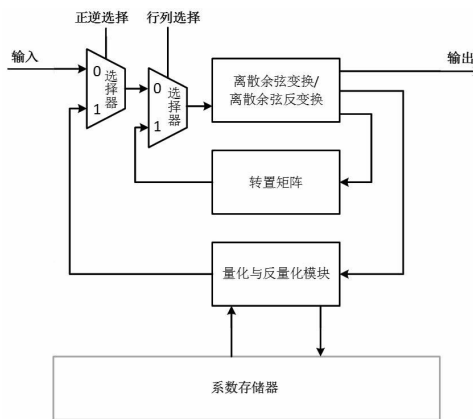 正逆选择
行列选择
输入
0
1
选择器
0
1
选择器
离散余弦变换/
离散余弦反变换
输出
转置矩阵
量化与反量化模块
系数存储器